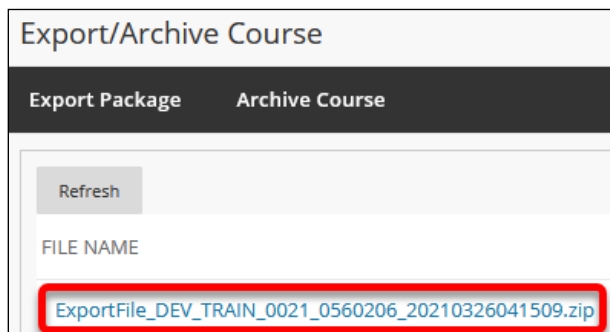 Export/Archive Course
Export Package Archive Course
Refresh
FILE NAME
ExportFile_DEV_TRAIN_0021_0560206_20210326041509.zip